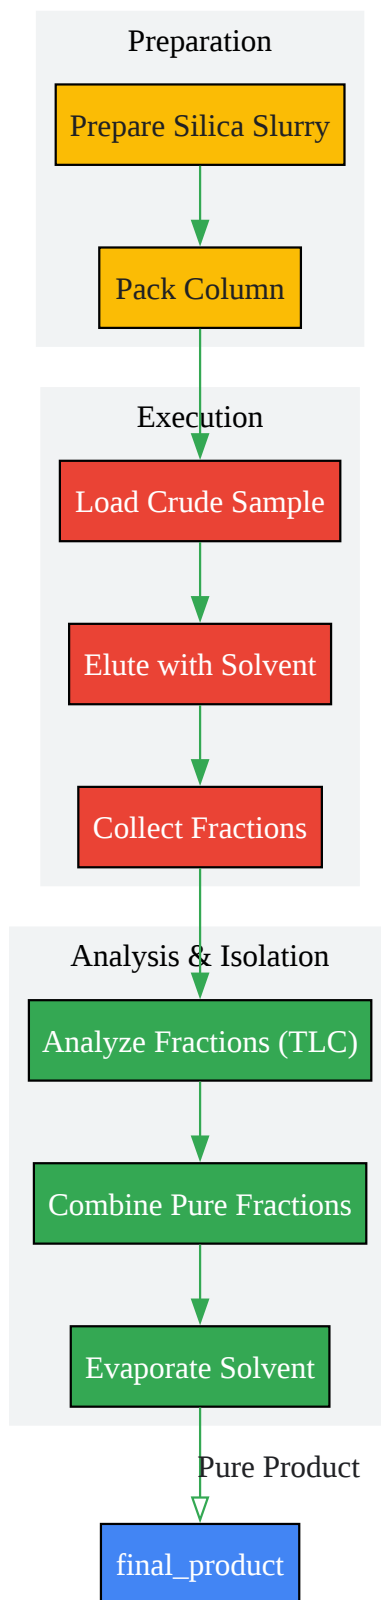 Preparation
Prepare Silica Slurry
Pack Column
Execution
Load Crude Sample
Elute with Solvent
Collect Fractions
Analysis & Isolation
Analyze Fractions (TLC)
Combine Pure Fractions
Evaporate Solvent
Pure Product
final_product